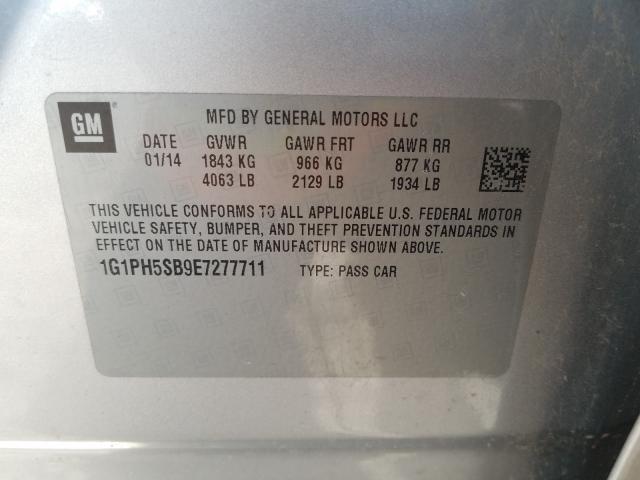 GM
MFD BY GENERAL MOTORS LLC
DATE GVWR GAWR FRT GAWR RR
01/14 1843 KG 966 KG 877 KG
4063 LB 2129 LB 1934 LB
THIS VEHICLE CONFORMS TO ALL APPLICABLE U.S. FEDERAL MOTOR
VEHICLE SAFETY, BUMPER, AND THEFT PREVENTION STANDARDS IN
EFFECT ON THE DATE OF MANUFACTURE SHOWN ABOVE.
1G1PH5SB9E7277711 TYPE: PASS CAR